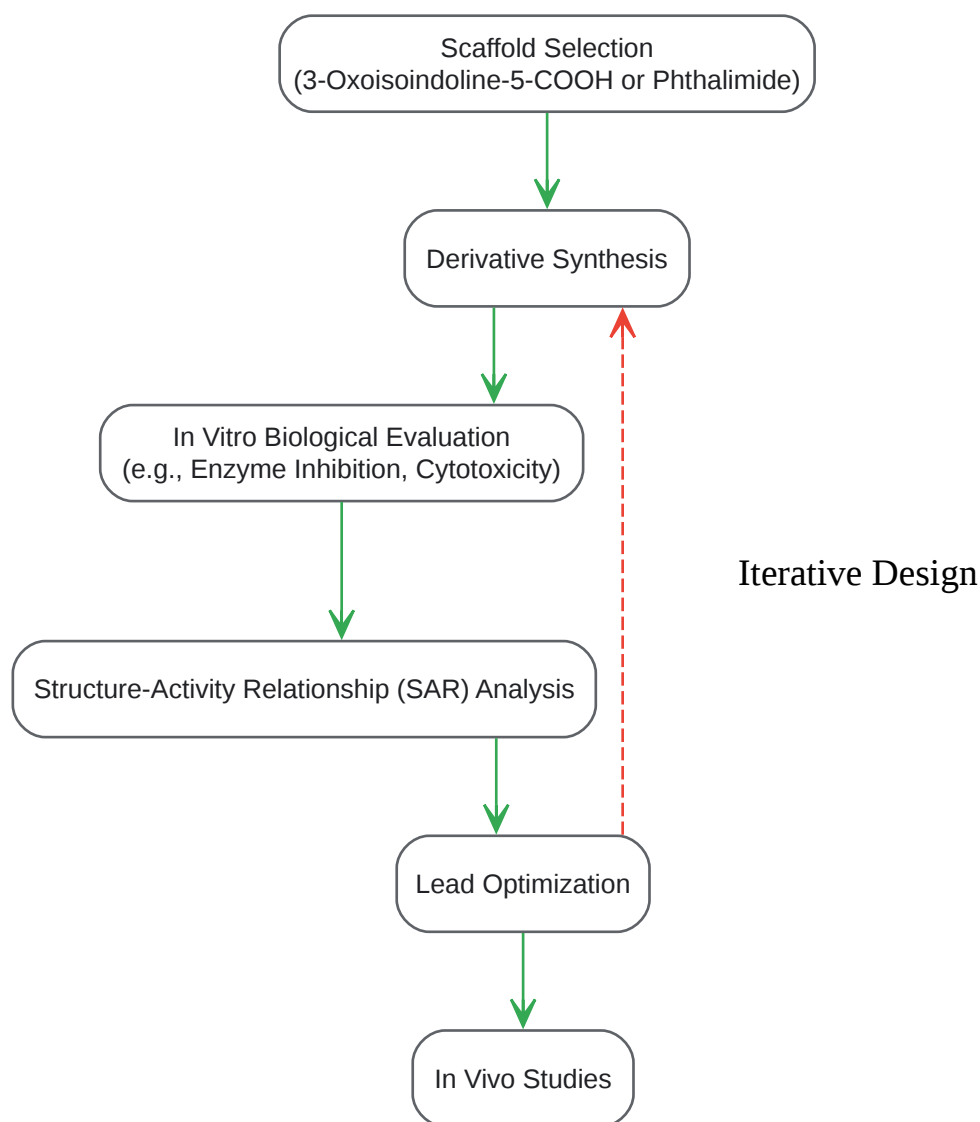 Scaffold Selection
(3-Oxoisoindoline-5-COOH or Phthalimide)
Derivative Synthesis
In Vitro Biological Evaluation
(e.g., Enzyme Inhibition, Cytotoxicity)
Iterative Design
Structure-Activity Relationship (SAR) Analysis
Lead Optimization
In Vivo Studies